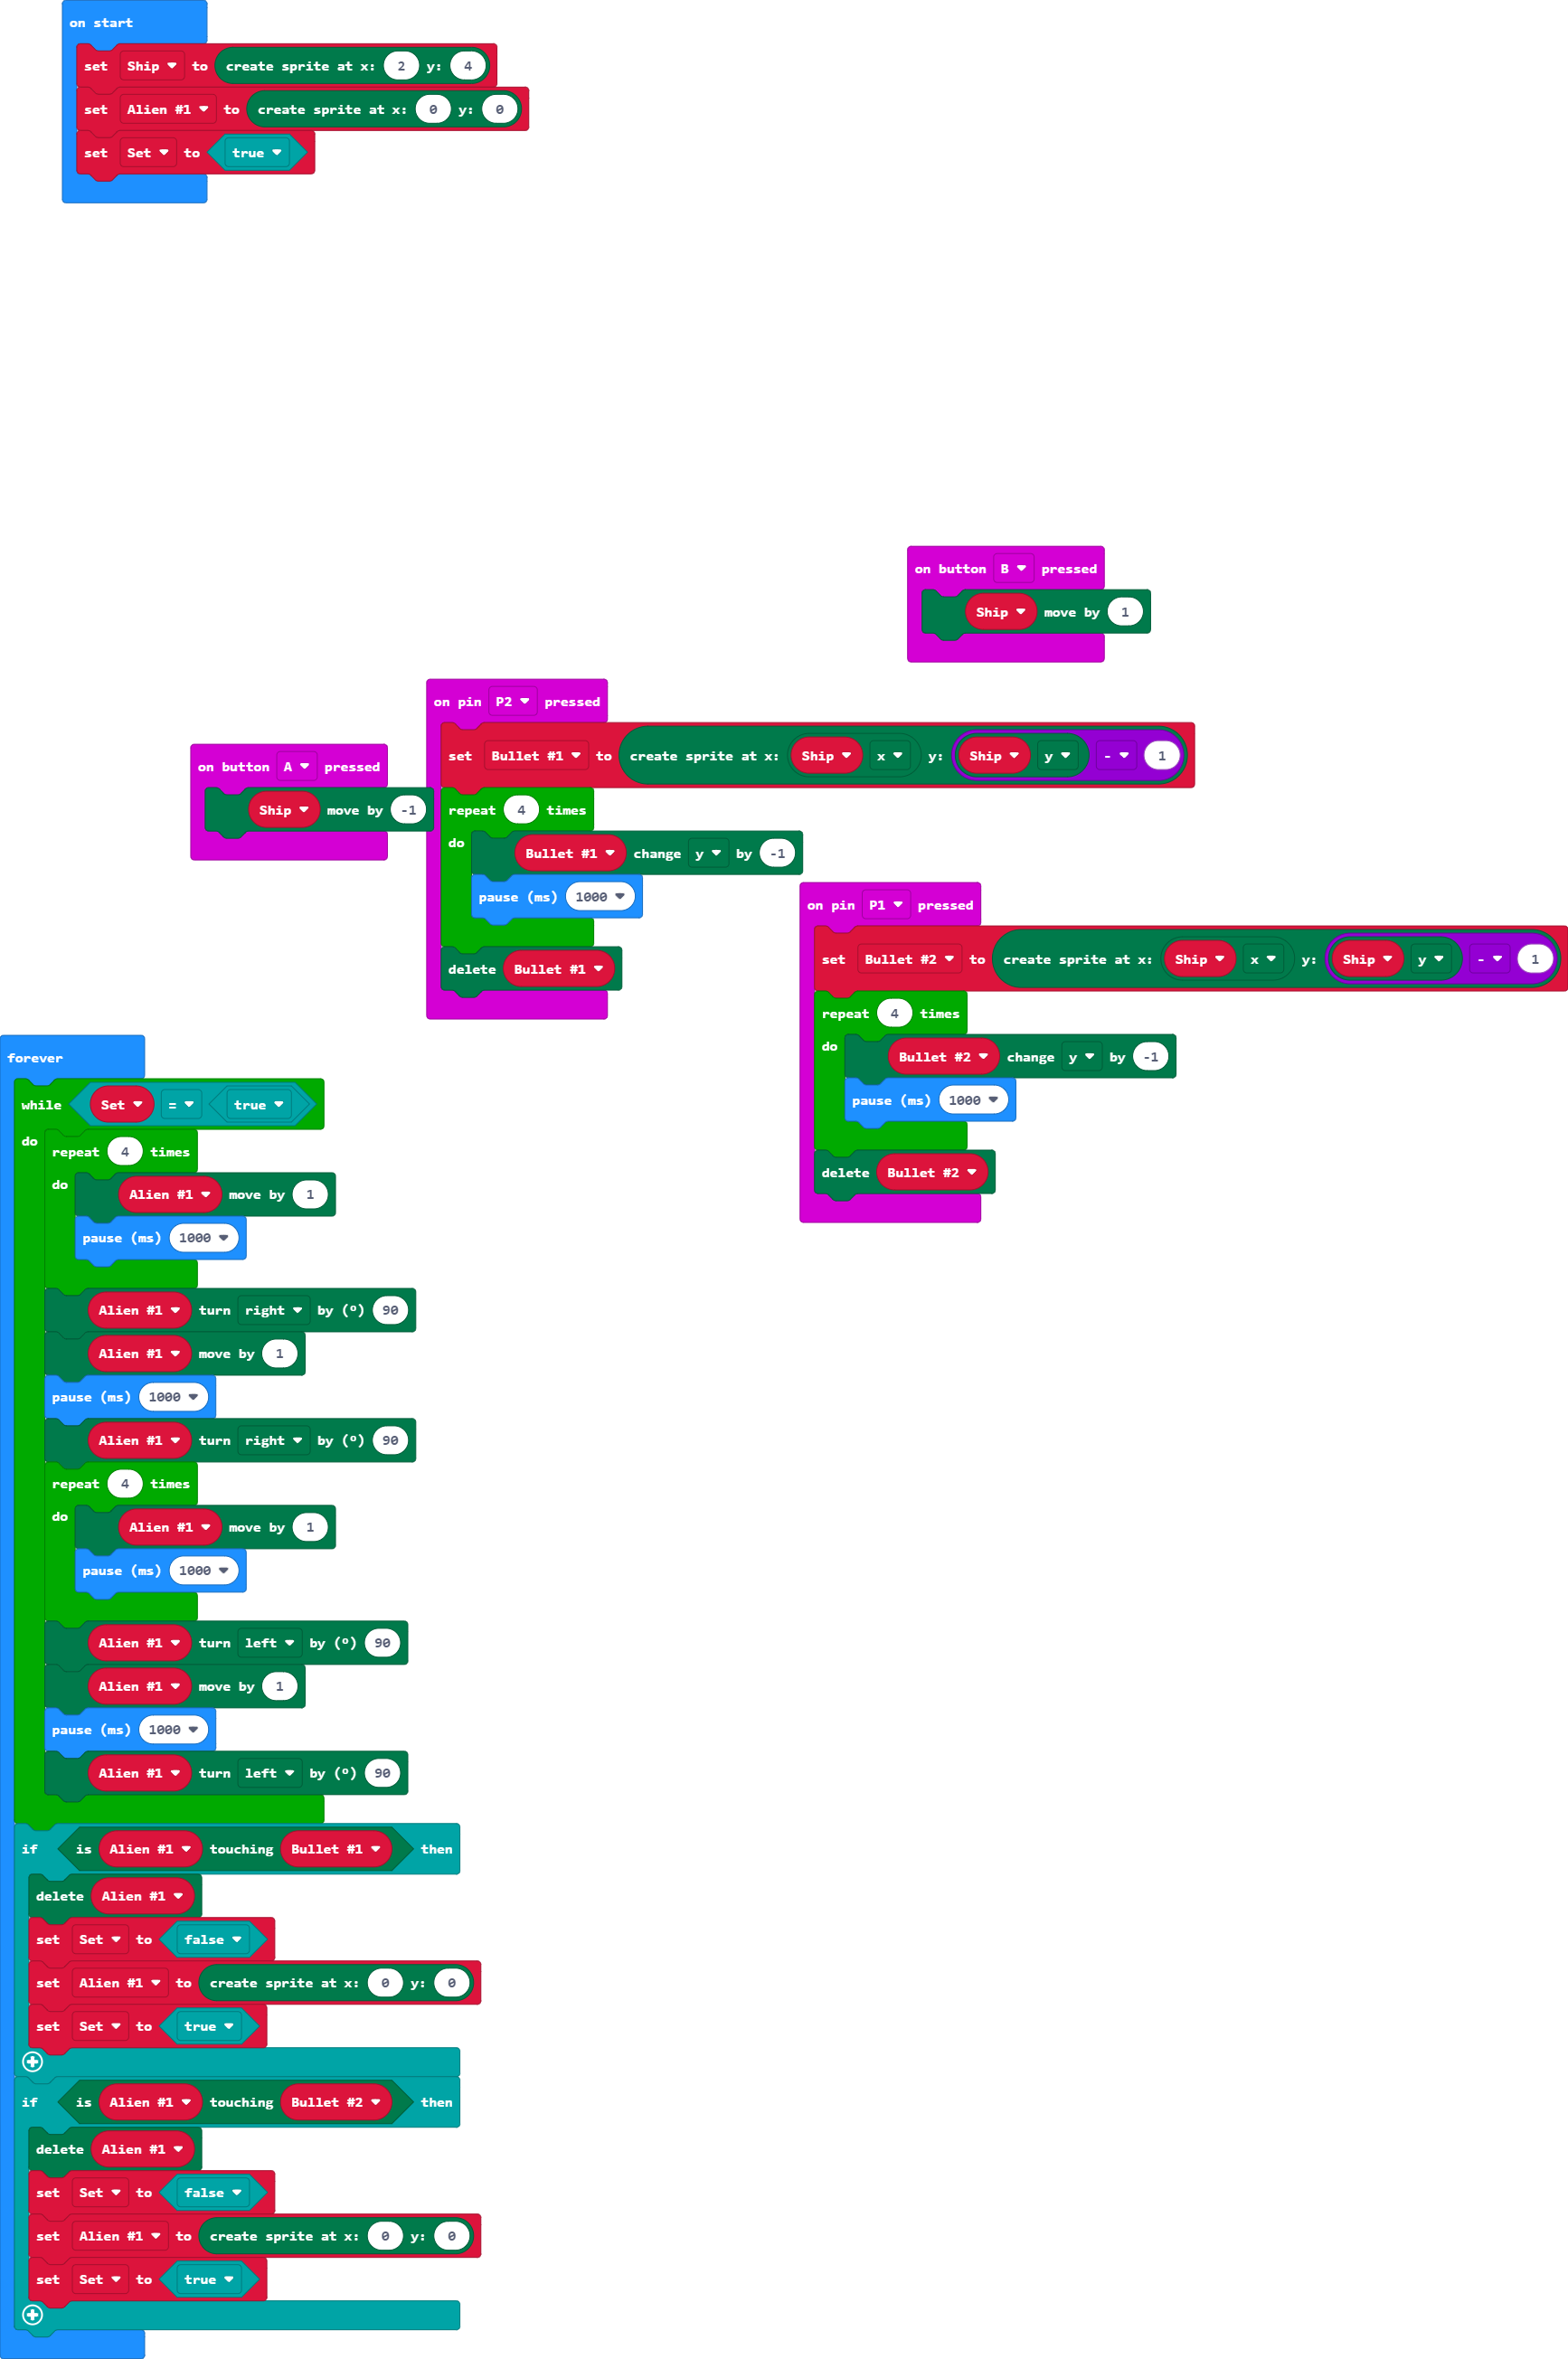 on start
set Ship to create sprite at x: 2 y: 4
set Alien #1 to create sprite at x: 0 y: 0
set Set to true
on button B pressed
Ship move by 1
on pin P2 pressed
set Bullet #1 to create sprite at x: Ship x y: Ship y - 1
repeat 4 times
do Bullet #1 change y by -1
pause (ms) 1000
delete Bullet #1
on button A pressed
Ship move by -1
on pin P1 pressed
set Bullet #2 to create sprite at x: Ship x y: Ship y - 1
repeat 4 times
do Bullet #2 change y by -1
pause (ms) 1000
delete Bullet #2
forever
while Set = true
do repeat 4 times
do Alien #1 move by 1
pause (ms) 1000
Alien #1 turn right by (º) 90
Alien #1 move by 1
pause (ms) 1000
Alien #1 turn right by (º) 90
repeat 4 times
do Alien #1 move by 1
pause (ms) 1000
Alien #1 turn left by (º) 90
Alien #1 move by 1
pause (ms) 1000
Alien #1 turn left by (º) 90
if is Alien #1 touching Bullet #1 then
delete Alien #1
set Set to false
set Alien #1 to create sprite at x: 0 y: 0
set Set to true
if is Alien #1 touching Bullet #2 then
delete Alien #1
set Set to false
set Alien #1 to create sprite at x: 0 y: 0
set Set to true